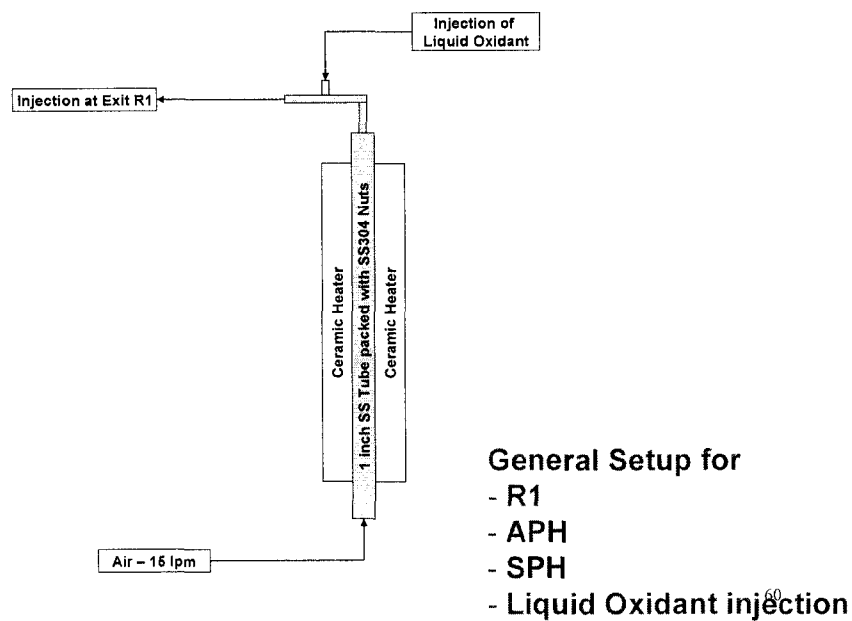 Injection of
Liquid Oxidant
Injection at Exit R1
Ceramic Heater
1 inch SS Tube packed with SS304 Nuts
Ceramic Heater
Air – 15 lpm
General Setup for
- R1
- APH
- SPH
- Liquid Oxidant injection
60